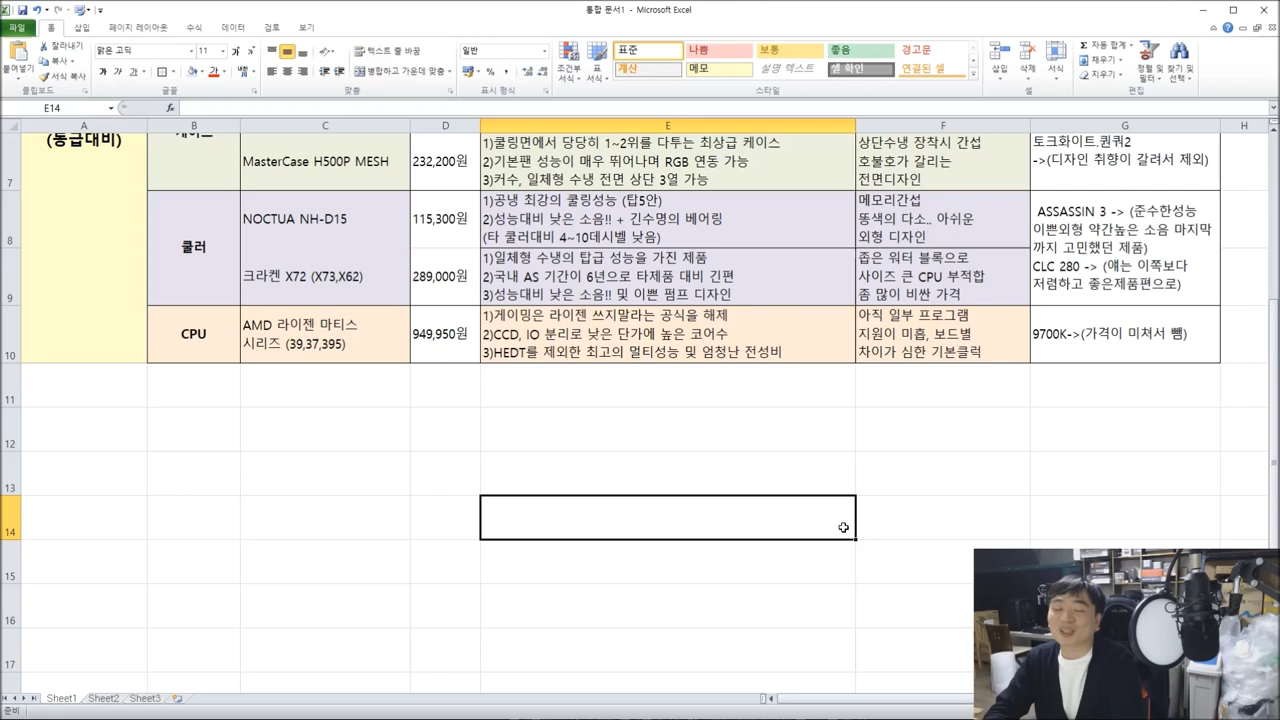 통합 문서1 - Microsoft Excel
파일 홈 삽입 페이지 레이아웃 수식 데이터 검토 보기
붙여넣기
잘라내기
복사
서식 복사
클립보드
맑은 고딕 11
가 가 가
글꼴
텍스트 줄 바꿈
병합하고 가운데 맞춤
맞춤
일반
표시 형식
조건부 서식
표 서식
표준 나쁨 보통 좋음 경고문
계산 메모 설명 텍스트 셀 확인 연결된 셀
스타일
삽입 삭제 서식
셀
자동 합계
채우기
지우기
정렬 및 필터
찾기 및 선택
편집
E14 fx
A B C D E F G H
(동급대비)
케이스
7
MasterCase H500P MESH
232,200원
1)쿨링면에서 당당히 1~2위를 다투는 최상급 케이스
2)기본팬 성능이 매우 뛰어나며 RGB 연동 가능
3)커수, 일체형 수냉 전면 상단 3열 가능
상단수냉 장착시 간섭
호불호가 갈리는
전면디자인
토크화이트,퀀쿼2
->(디자인 취향이 갈려서 제외)
8
쿨러
NOCTUA NH-D15
115,300원
1)공냉 최강의 쿨링성능 (탑5안)
2)성능대비 낮은 소음!! + 긴수명의 베어링
(타 쿨러대비 4~10데시벨 낮음)
메모리간섭
똥색의 다소.. 아쉬운
외형 디자인
ASSASSIN 3 -> (준수한성능
이쁜외형 약간높은 소음 마지막
까지 고민했던 제품)
CLC 280 -> (얘는 이쪽보다
저렴하고 좋은제품편으로)
9
크라켄 X72 (X73,X62)
289,000원
1)일체형 수냉의 탑급 성능을 가진 제품
2)국내 AS 기간이 6년으로 타제품 대비 긴편
3)성능대비 낮은 소음!! 및 이쁜 펌프 디자인
좁은 워터 블록으로
사이즈 큰 CPU 부적합
좀 많이 비싼 가격
10
CPU
AMD 라이젠 마티스
시리즈 (39,37,395)
949,950원
1)게이밍은 라이젠 쓰지말라는 공식을 해제
2)CCD, IO 분리로 낮은 단가에 높은 코어수
3)HEDT를 제외한 최고의 멀티성능 및 엄청난 전성비
아직 일부 프로그램
지원이 미흡, 보드별
차이가 심한 기본클럭
9700K->(가격이 미쳐서 뺌)
11
12
13
14
15
16
17
Sheet1 Sheet2 Sheet3
준비